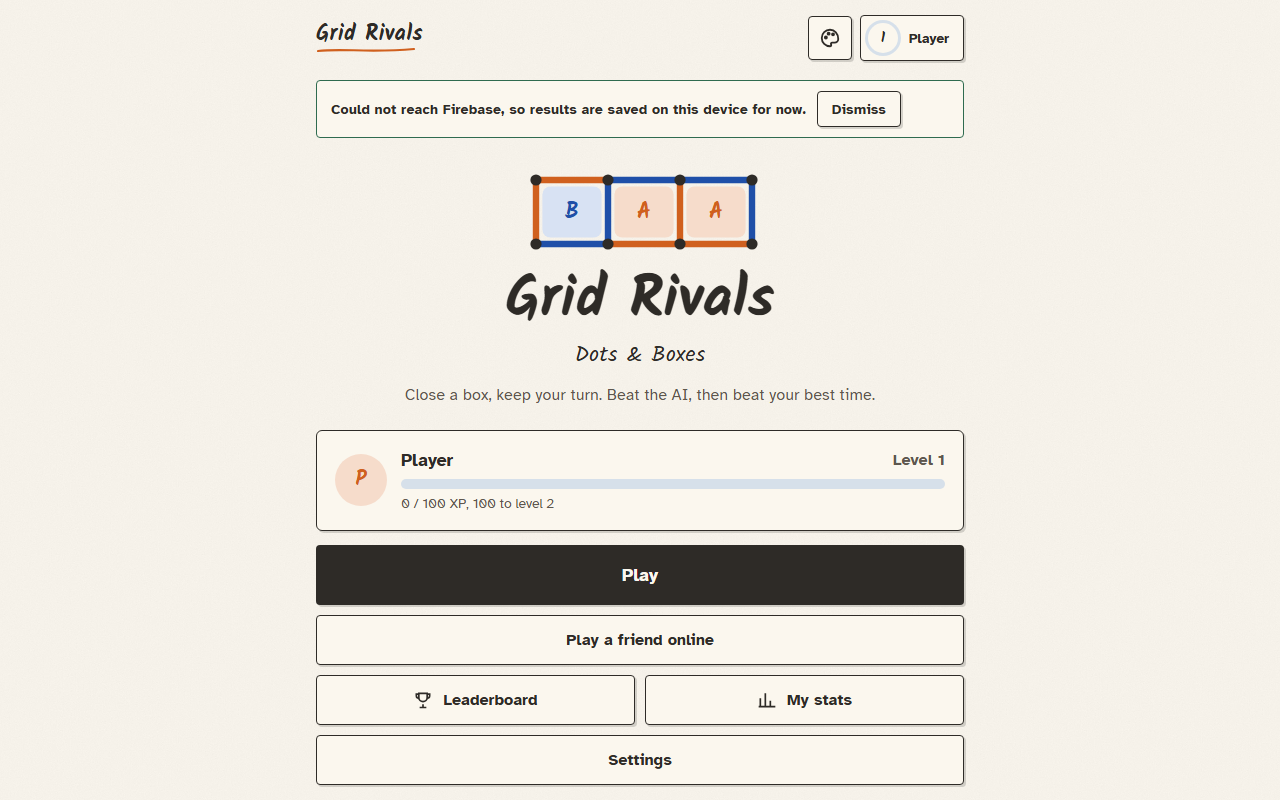 Grid Rivals
1 Player
Could not reach Firebase, so results are saved on this device for now. Dismiss
B A A
Grid Rivals
Dots & Boxes
Close a box, keep your turn. Beat the AI, then beat your best time.
P
Player Level 1
0 / 100 XP, 100 to level 2
Play
Play a friend online
Leaderboard My stats
Settings